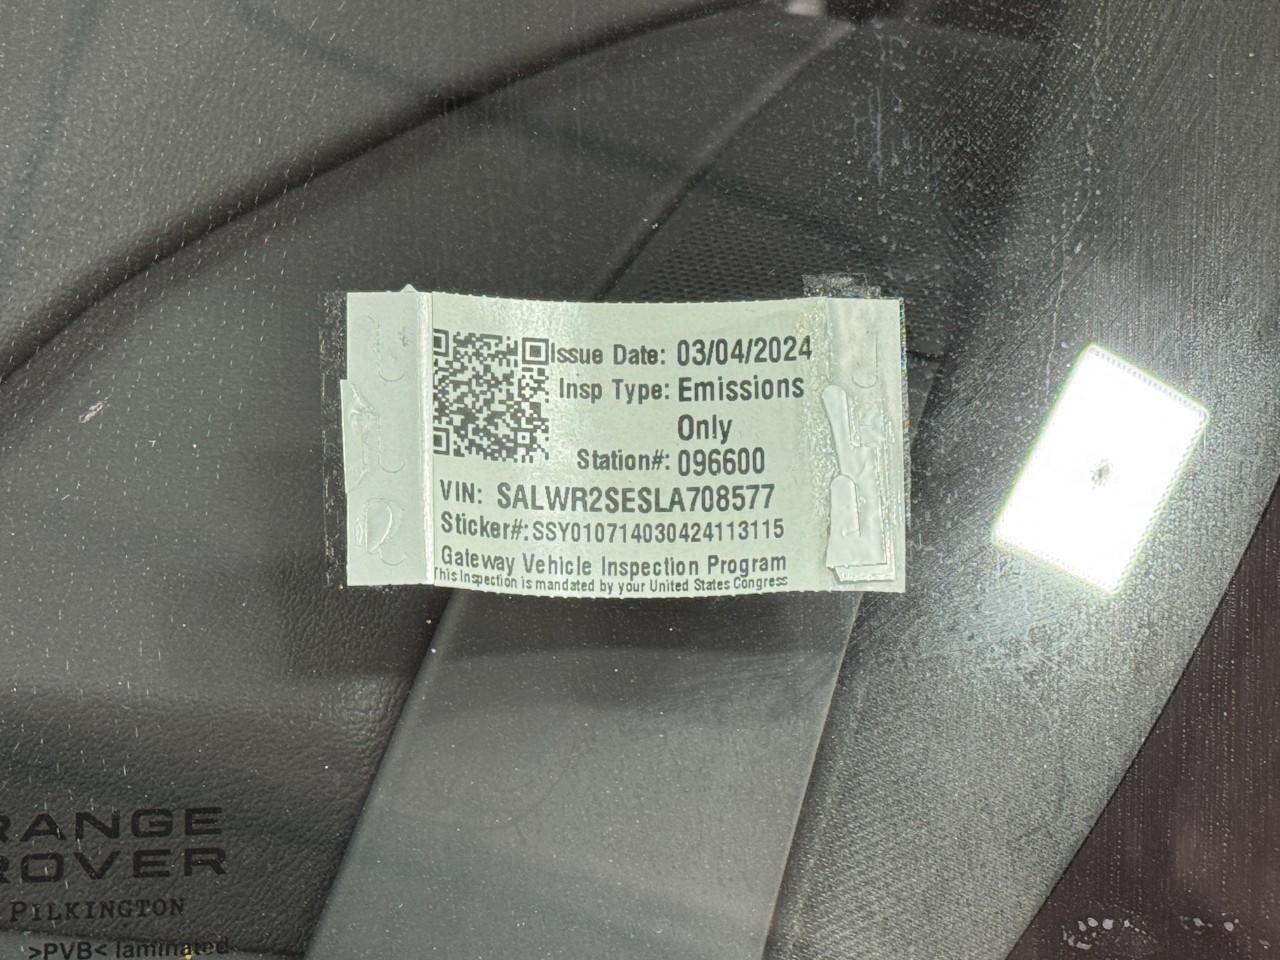 Issue Date: 03/04/2024
Insp Type: Emissions
Only
Station#: 096600
VIN: SALWR2SESLA708577
Sticker#: SSY010714030424113115
Gateway Vehicle Inspection Program
This Inspection is mandated by your United States Congress
RANGE
ROVER
PILKINGTON
>PVB< laminated